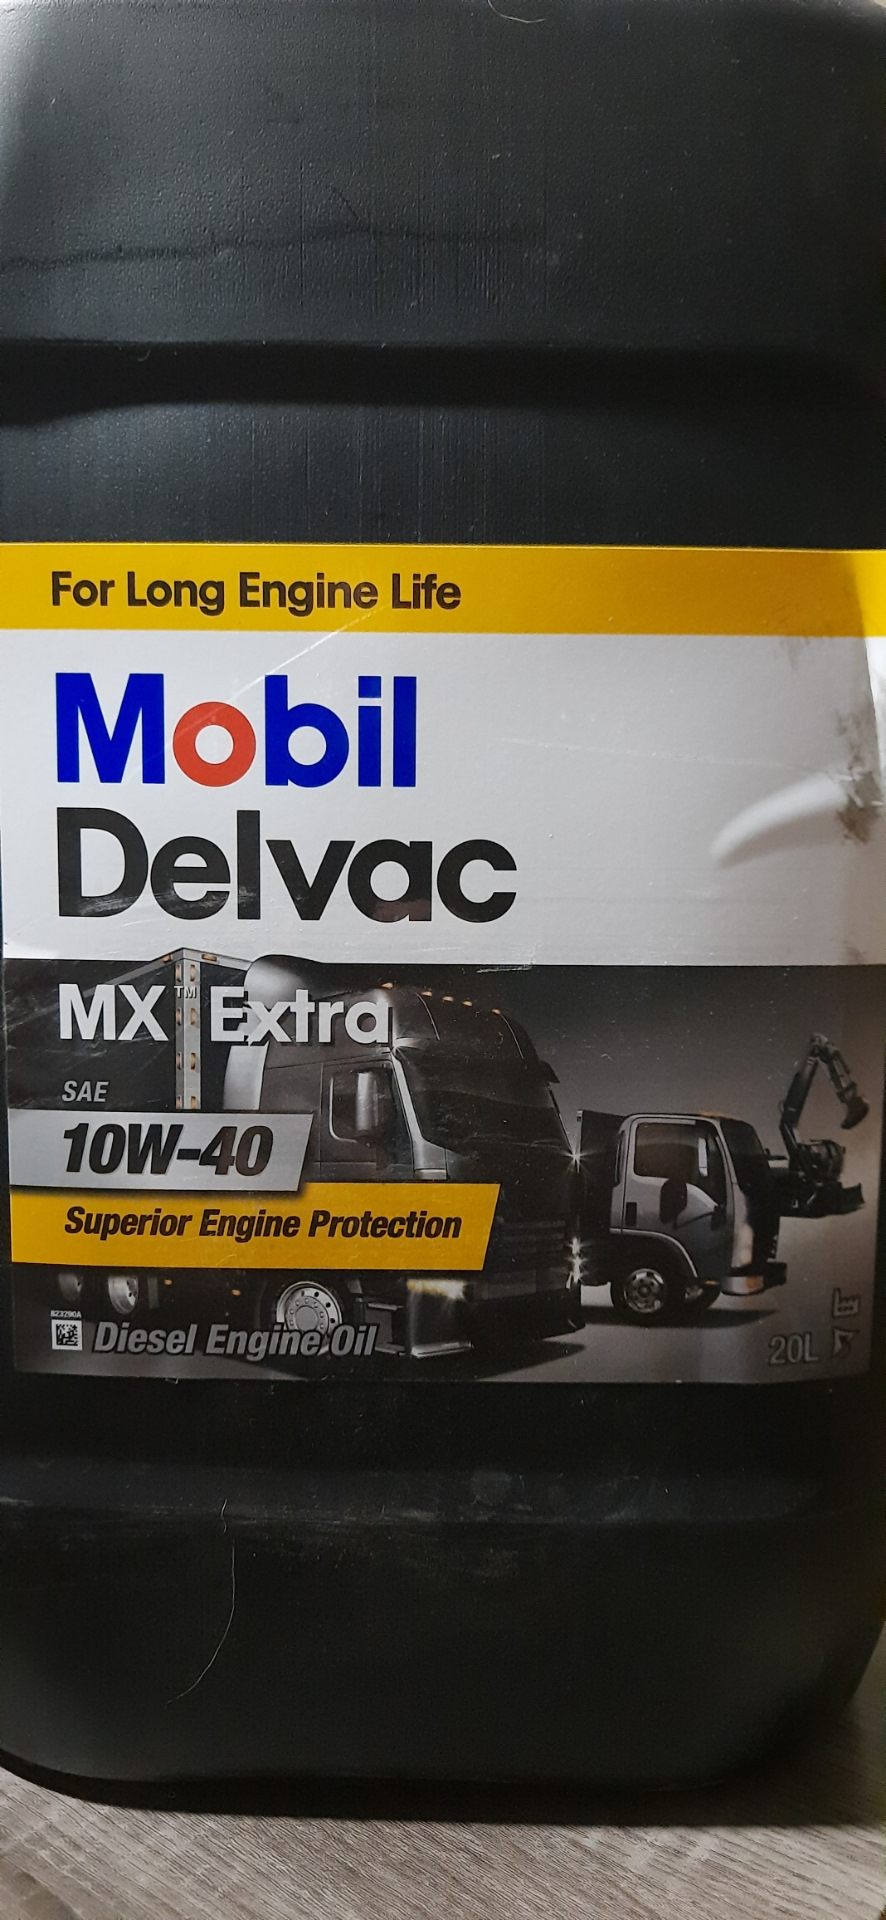 For Long Engine Life
Mobil
Delvac
MX™ Extra
SAE
10W-40
Superior Engine Protection
823290A
Diesel Engine Oil
20L